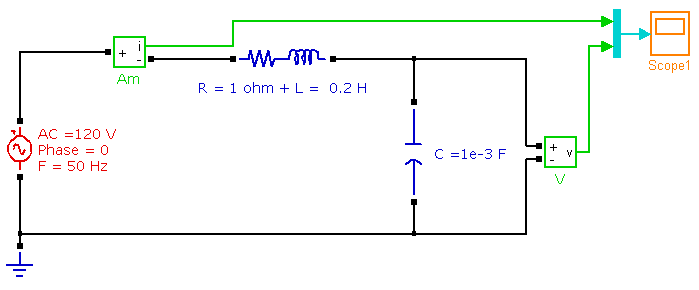 Scope1
+ i
-
Am
R = 1 ohm + L = 0.2 H
AC =120 V
Phase = 0
F = 50 Hz
C =1e-3 F
+ v
-
V